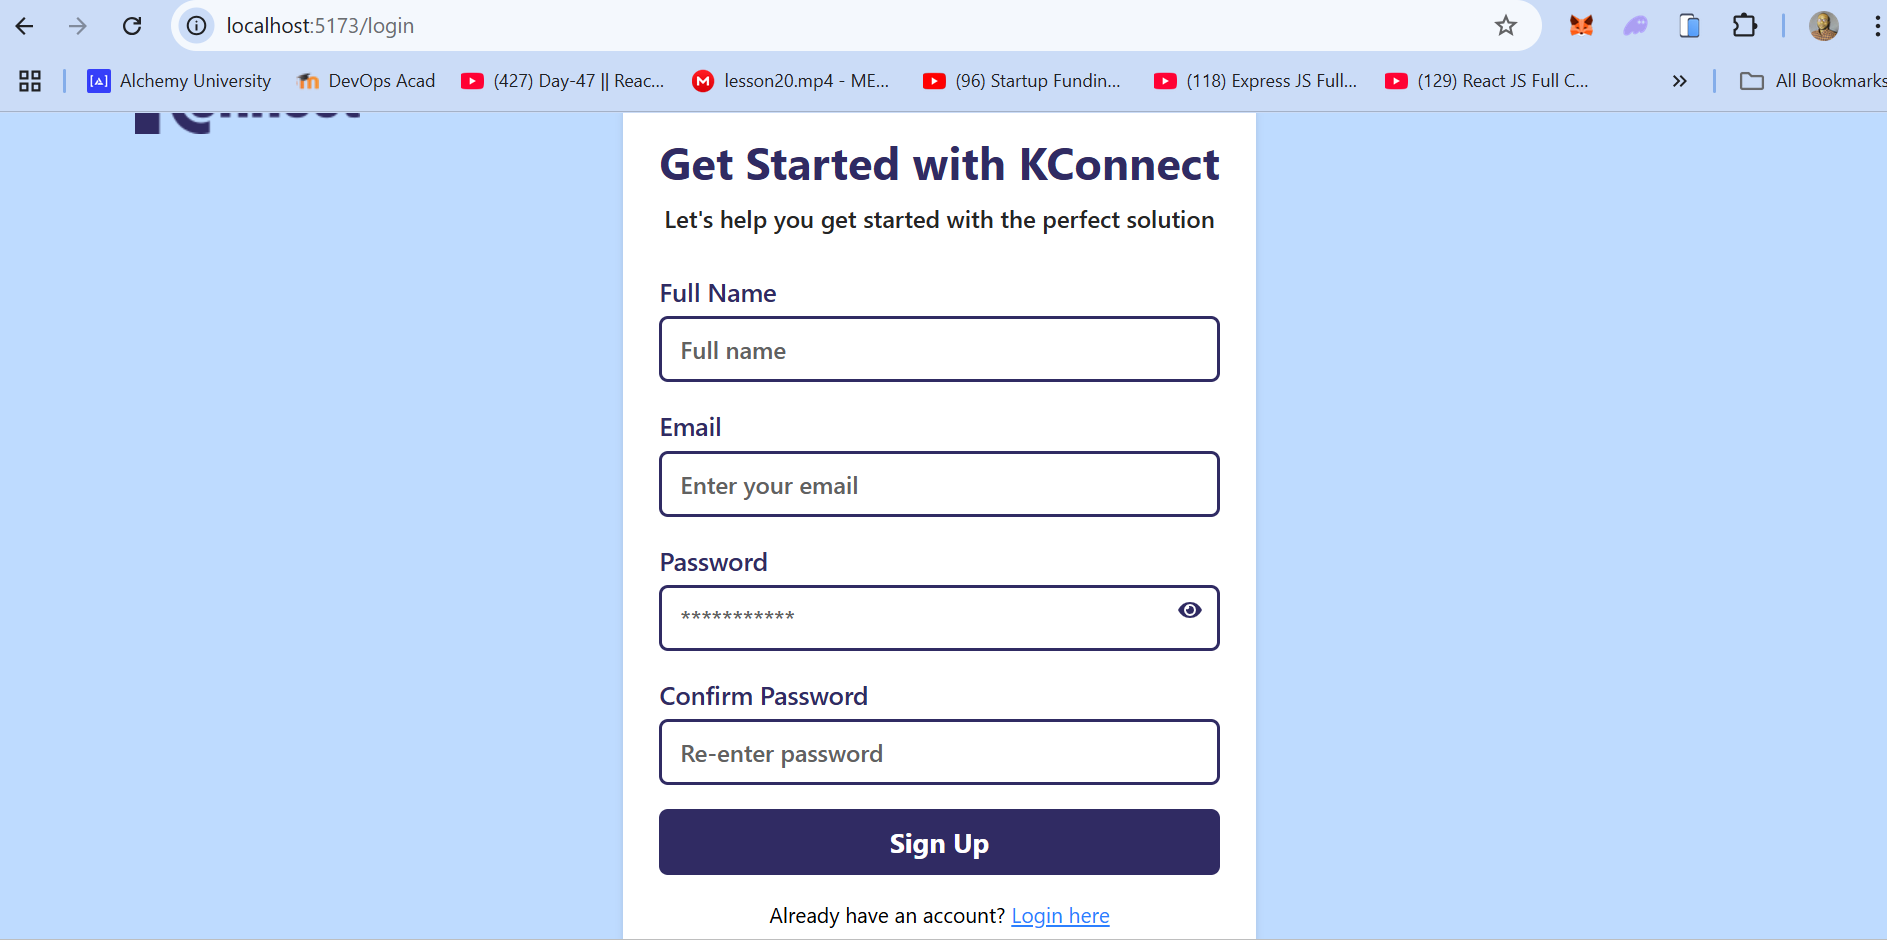 localhost:5173/login
Alchemy University
DevOps Acad
(427) Day-47 || Reac...
lesson20.mp4 - ME...
(96) Startup Fundin...
(118) Express JS Full...
(129) React JS Full C...
All Bookmarks
Get Started with KConnect
Let's help you get started with the perfect solution
Full Name
Full name
Email
Enter your email
Password
***********
Confirm Password
Re-enter password
Sign Up
Already have an account? Login here